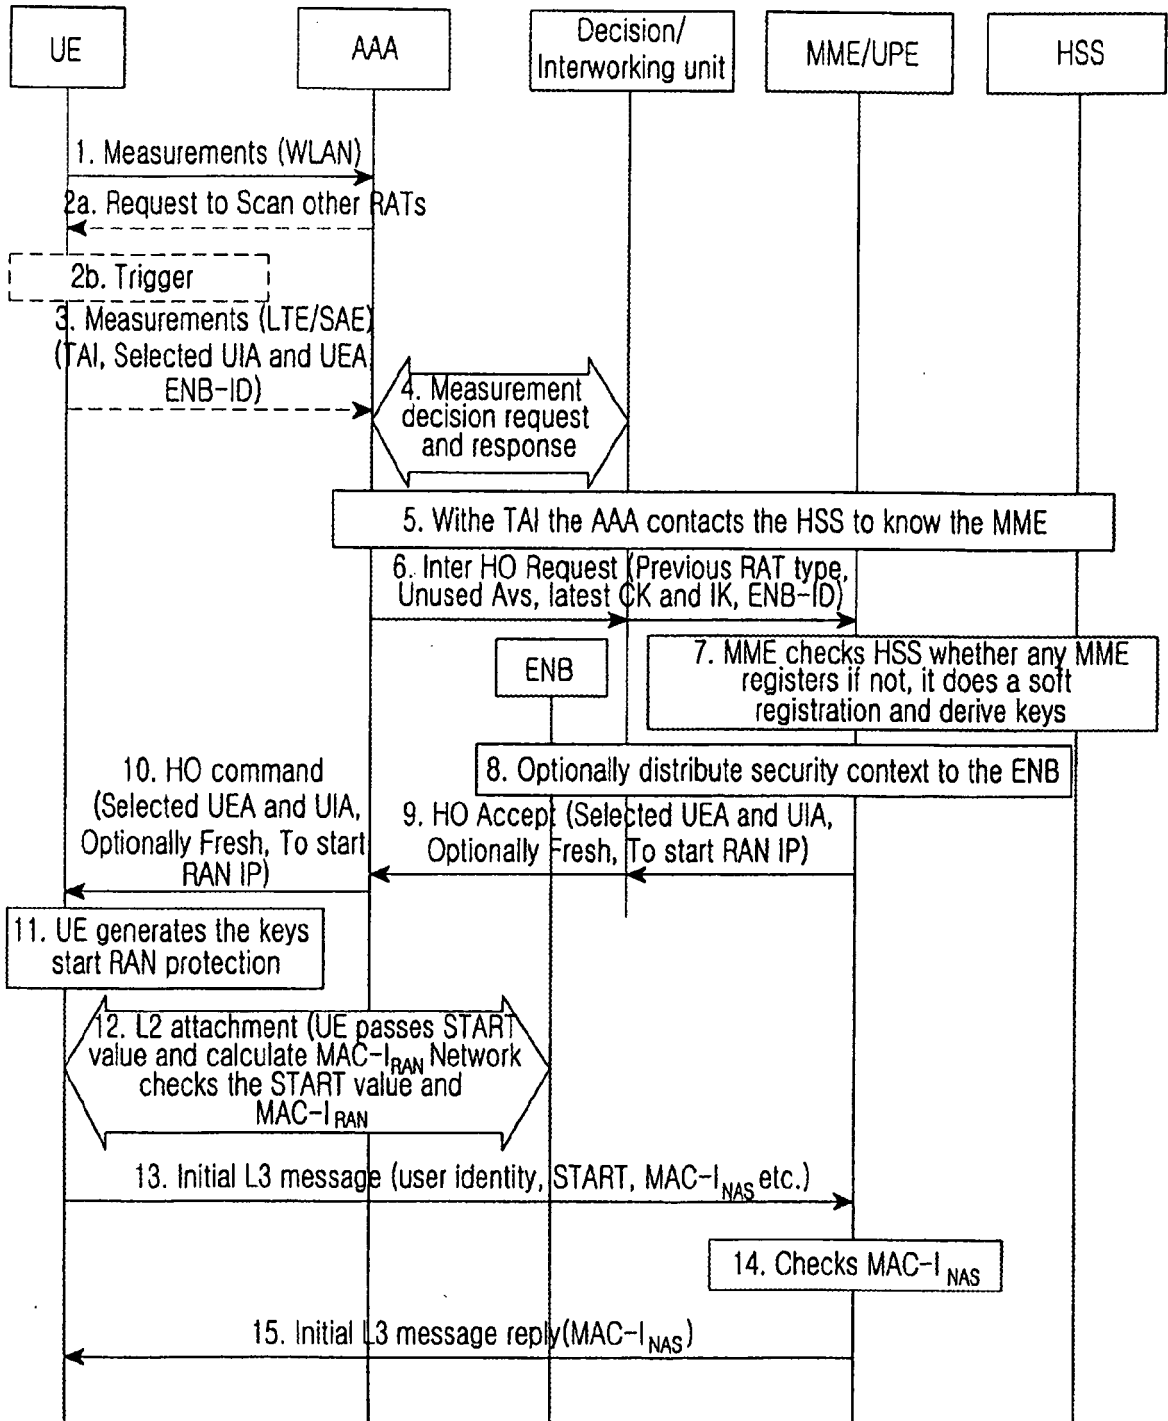 UE
AAA
Decision/
Interworking unit
MME/UPE
HSS
1. Measurements (WLAN)
2a. Request to Scan other RATs
2b. Trigger
3. Measurements (LTE/SAE)
(TAI, Selected UIA and UEA
ENB-ID)
4. Measurement
decision request
and response
5. Withe TAI the AAA contacts the HSS to know the MME
6. Inter HO Request (Previous RAT type,
Unused Avs, latest CK and IK, ENB-ID)
ENB
7. MME checks HSS whether any MME
registers if not, it does a soft
registration and derive keys
8. Optionally distribute security context to the ENB
9. HO Accept (Selected UEA and UIA,
Optionally Fresh, To start RAN IP)
10. HO command
(Selected UEA and UIA,
Optionally Fresh, To start
RAN IP)
11. UE generates the keys
start RAN protection
12. L2 attachment (UE passes START
value and calculate MAC-I RAN Network
checks the START value and
MAC-I RAN
13. Initial L3 message (user identity, START, MAC-I NAS etc.)
14. Checks MAC-I NAS
15. Initial L3 message reply(MAC-I NAS)